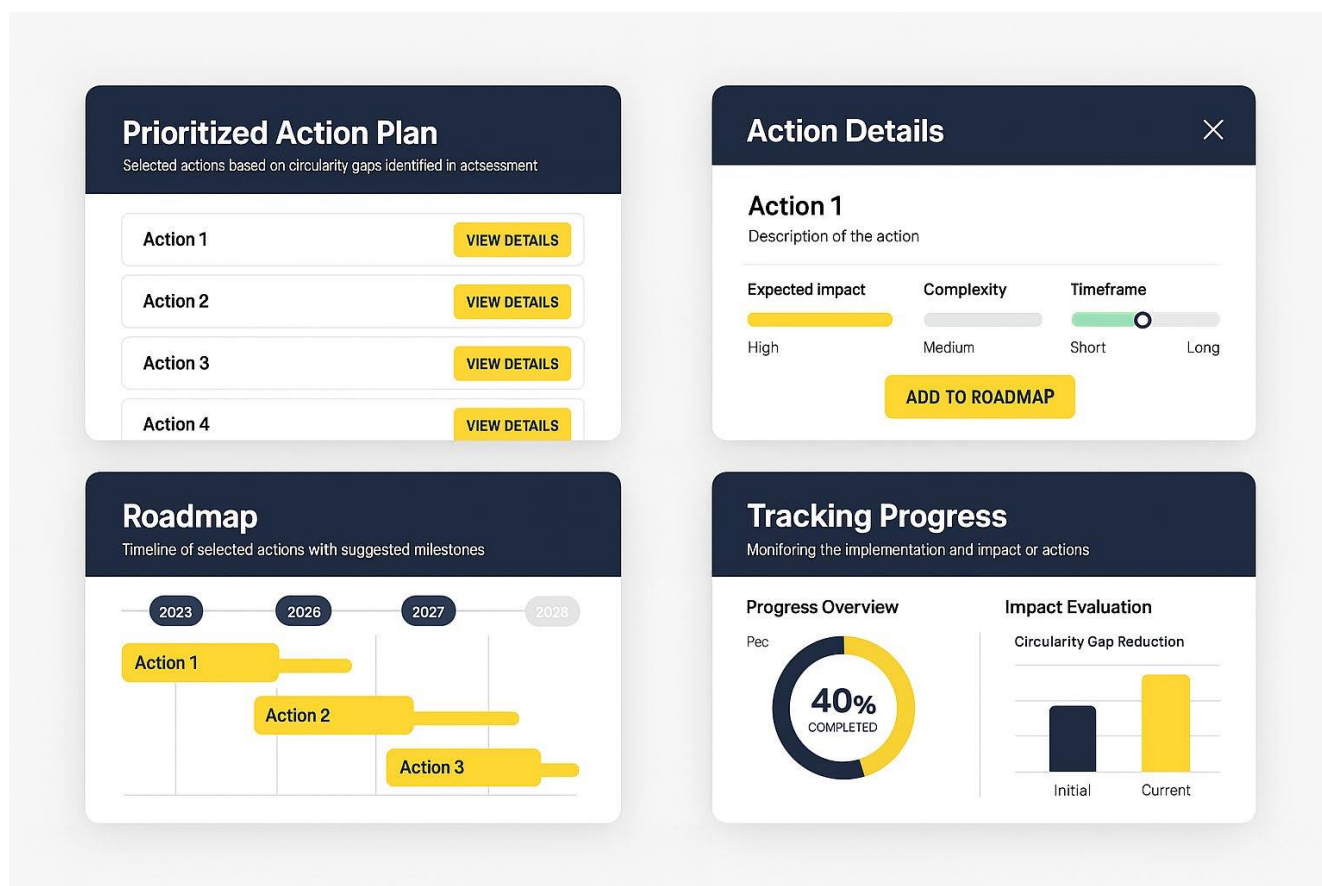 Prioritized Action Plan
Selected actions based on circularity gaps identified in actsessment
Action 1
VIEW DETAILS
Action 2
VIEW DETAILS
Action 3
VIEW DETAILS
Action 4
VIEW DETAILS
Action Details
Action 1
Description of the action
Expected impact
Complexity
Timeframe
High
Medium
Short
Long
ADD TO ROADMAP
Roadmap
Timeline of selected actions with suggested milestones
2023
2026
2027
2028
Action 1
Action 2
Action 3
Tracking Progress
Moniforing the implementation and impact or actions
Progress Overview
Pec
40%
COMPLETED
Impact Evaluation
Circularity Gap Reduction
Initial
Current